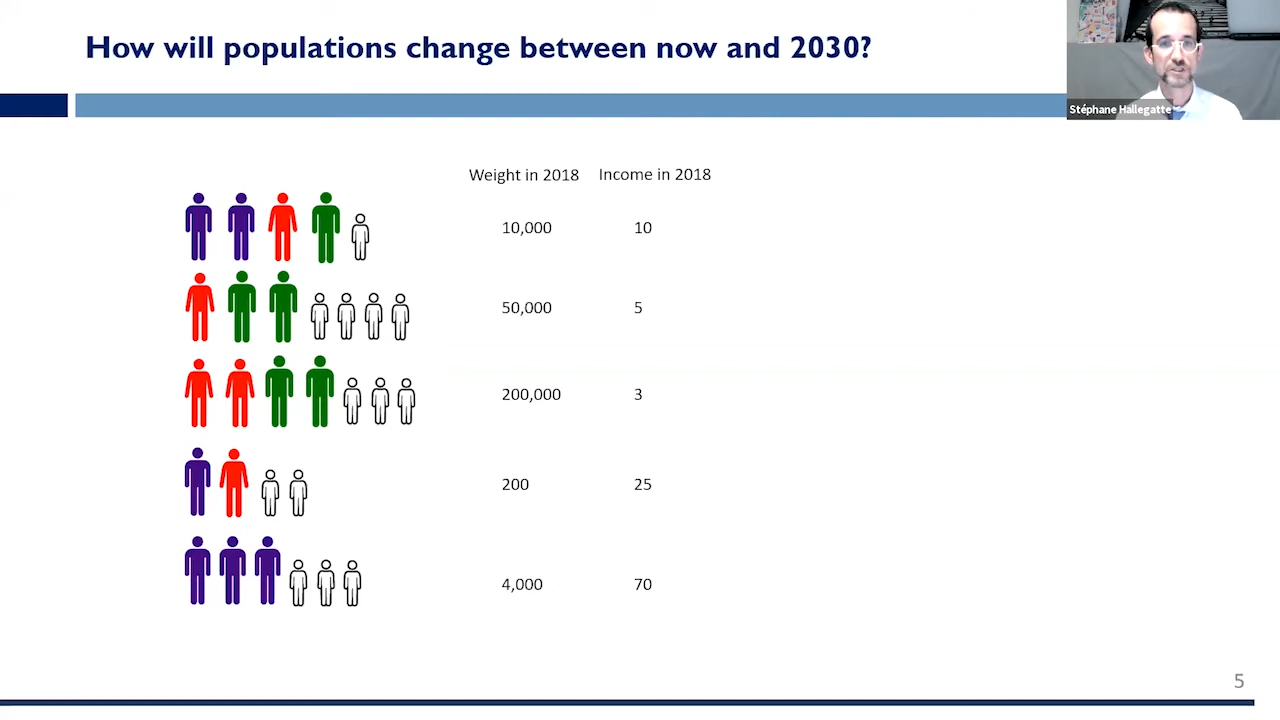 How will populations change between now and 2030?
Stéphane Hallegatte
Weight in 2018 Income in 2018
10,000 10
50,000 5
200,000 3
200 25
4,000 70
5